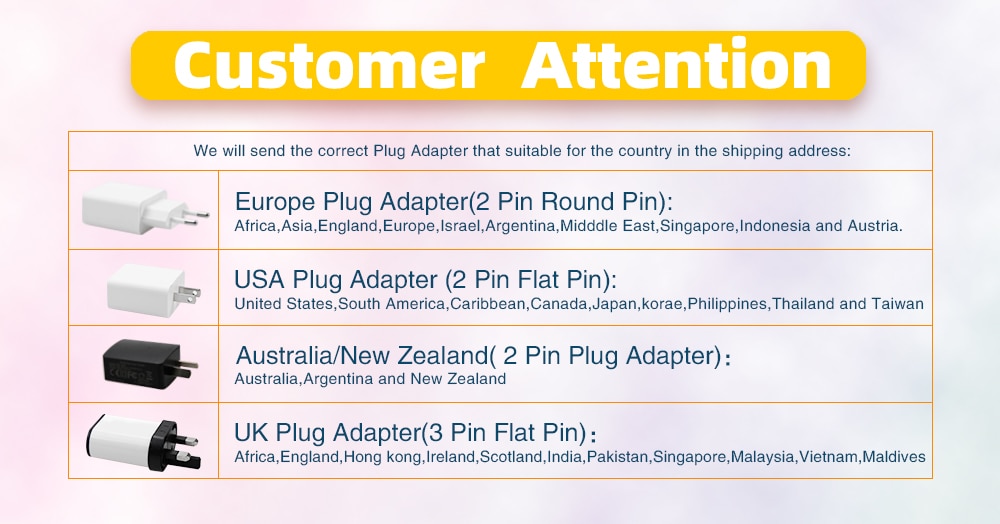 Customer Attention
We will send the correct Plug Adapter that suitable for the country in the shipping address:
Europe Plug Adapter(2 Pin Round Pin):
Africa,Asia,England,Europe,Israel,Argentina,Midddle East,Singapore,Indonesia and Austria.
USA Plug Adapter (2 Pin Flat Pin):
United States,South America,Caribbean,Canada,Japan,korae,Philippines,Thailand and Taiwan
Australia/New Zealand( 2 Pin Plug Adapter)：
Australia,Argentina and New Zealand
UK Plug Adapter(3 Pin Flat Pin)：
Africa,England,Hong kong,Ireland,Scotland,India,Pakistan,Singapore,Malaysia,Vietnam,Maldives